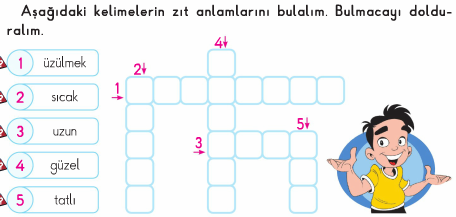 Aşağıdaki kelimelerin zıt anlamlarını bulalım. Bulmacayı doldu-
ralım.
4
2
1 üzülmek
1
2 sıcak
5
3 uzun
3
4 güzel
5 tatlı